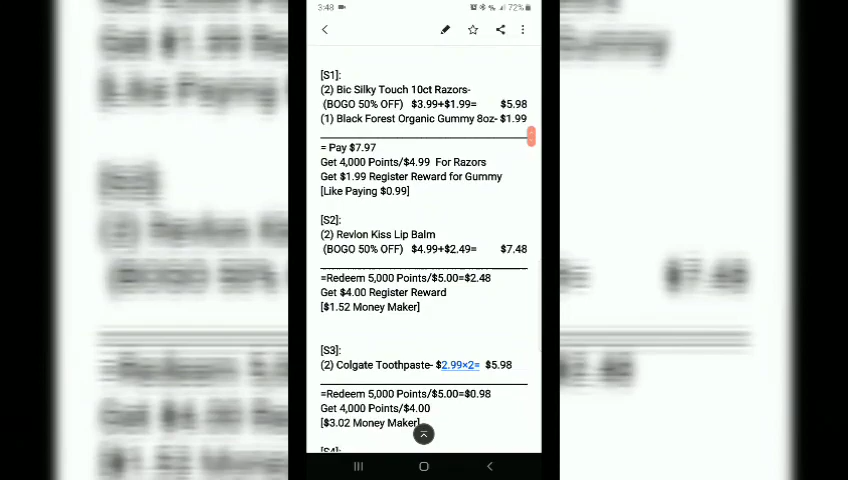 3:48
72%
[S1]:
(2) Bic Silky Touch 10ct Razors-
(BOGO 50% OFF) $3.99+$1.99= $5.98
(1) Black Forest Organic Gummy 8oz- $1.99
= Pay $7.97
Get 4,000 Points/$4.99 For Razors
Get $1.99 Register Reward for Gummy
[Like Paying $0.99]
[S2]:
(2) Revlon Kiss Lip Balm
(BOGO 50% OFF) $4.99+$2.49= $7.48
=Redeem 5,000 Points/$5.00=$2.48
Get $4.00 Register Reward
[$1.52 Money Maker]
[S3]:
(2) Colgate Toothpaste- $2.99×2= $5.98
=Redeem 5,000 Points/$5.00=$0.98
Get 4,000 Points/$4.00
[$3.02 Money Maker]
[S4]: